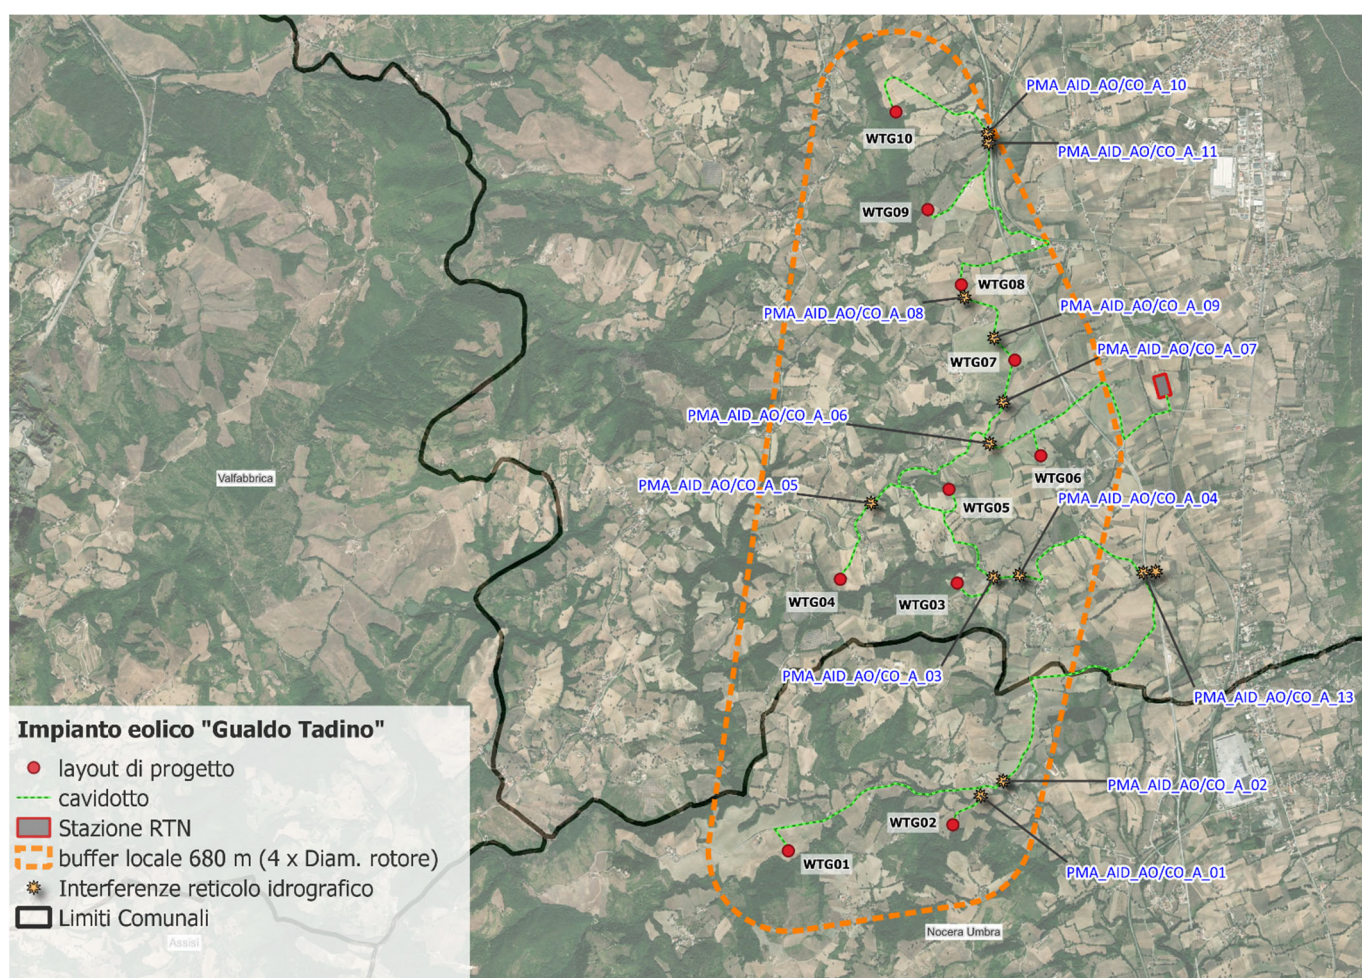 PMA_AID_AO/CO_A_10
WTG10
PMA_AID_AO/CO_A_11
WTG09
WTG08
PMA_AID_AO/CO_A_09
PMA_AID_AO/CO_A_08
PMA_AID_AO/CO_A_07
WTG07
PMA_AID_AO/CO_A_06
Valfabbrica
WTG06
PMA_AID_AO/CO_A_05
PMA_AID_AO/CO_A_04
WTG05
WTG04
WTG03
PMA_AID_AO/CO_A_03
PMA_AID_AO/CO_A_13
PMA_AID_AO/CO_A_02
WTG02
WTG01
PMA_AID_AO/CO_A_01
Nocera Umbra
Impianto eolico "Gualdo Tadino"
layout di progetto
cavidotto
Stazione RTN
buffer locale 680 m (4 x Diam. rotore)
Interferenze reticolo idrografico
Limiti Comunali
Assisi